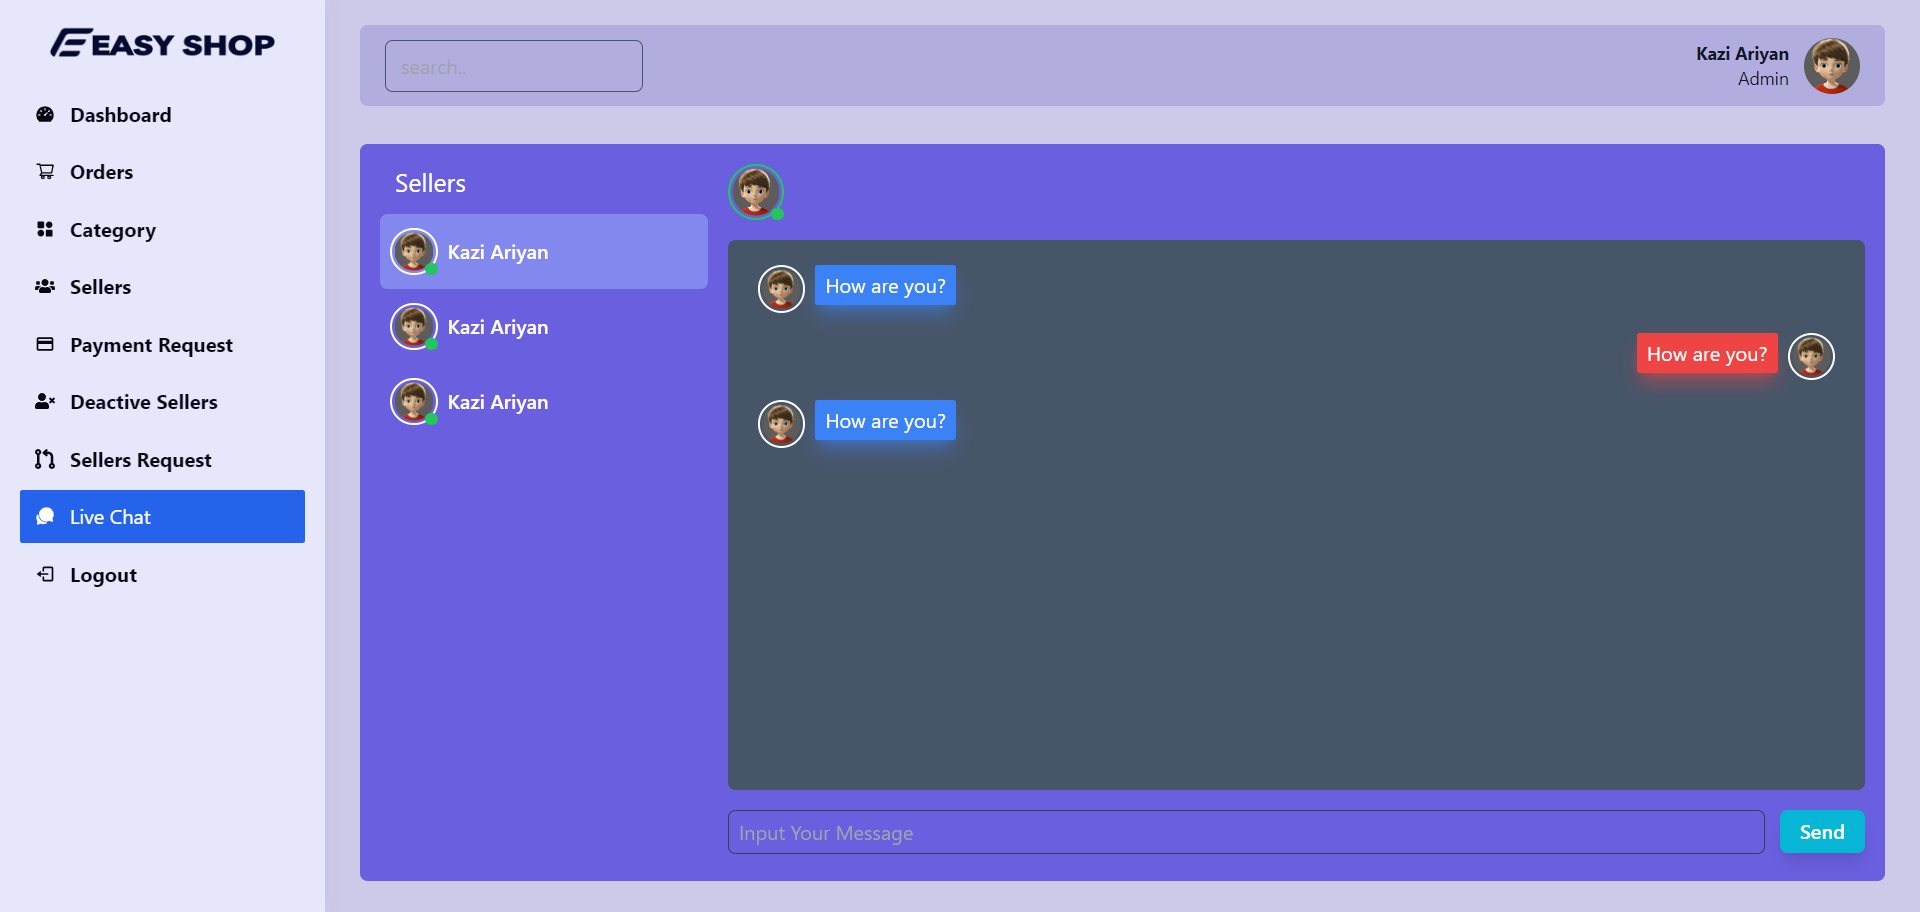 EASY SHOP
Dashboard
Orders
Category
Sellers
Payment Request
Deactive Sellers
Sellers Request
Live Chat
Logout
search..
Kazi Ariyan
Admin
Sellers
Kazi Ariyan
Kazi Ariyan
Kazi Ariyan
How are you?
How are you?
How are you?
Input Your Message
Send